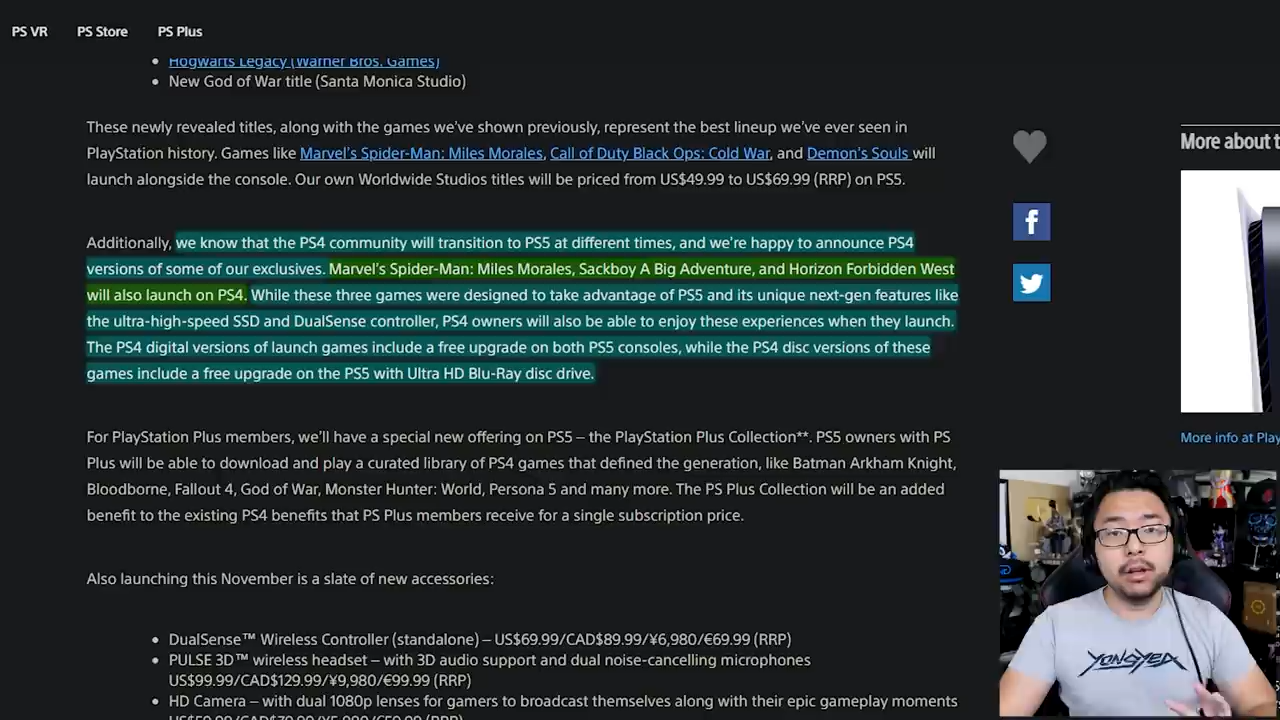 PS VR
PS Store
PS Plus
Hogwarts Legacy (Warner Bros. Games)
New God of War title (Santa Monica Studio)
These newly revealed titles, along with the games we've shown previously, represent the best lineup we've ever seen in
PlayStation history. Games like Marvel's Spider-Man: Miles Morales, Call of Duty Black Ops: Cold War, and Demon's Souls will
launch alongside the console. Our own Worldwide Studios titles will be priced from US$49.99 to US$69.99 (RRP) on PS5.
Additionally, we know that the PS4 community will transition to PS5 at different times, and we're happy to announce PS4
versions of some of our exclusives. Marvel's Spider-Man: Miles Morales, Sackboy A Big Adventure, and Horizon Forbidden West
will also launch on PS4. While these three games were designed to take advantage of PS5 and its unique next-gen features like
the ultra-high-speed SSD and DualSense controller, PS4 owners will also be able to enjoy these experiences when they launch.
The PS4 digital versions of launch games include a free upgrade on both PS5 consoles, while the PS4 disc versions of these
games include a free upgrade on the PS5 with Ultra HD Blu-Ray disc drive.
For PlayStation Plus members, we'll have a special new offering on PS5 – the PlayStation Plus Collection**. PS5 owners with PS
Plus will be able to download and play a curated library of PS4 games that defined the generation, like Batman Arkham Knight,
Bloodborne, Fallout 4, God of War, Monster Hunter: World, Persona 5 and many more. The PS Plus Collection will be an added
benefit to the existing PS4 benefits that PS Plus members receive for a single subscription price.
Also launching this November is a slate of new accessories:
DualSense™ Wireless Controller (standalone) – US$69.99/CAD$89.99/¥6,980/€69.99 (RRP)
PULSE 3D™ wireless headset – with 3D audio support and dual noise-cancelling microphones
US$99.99/CAD$129.99/¥9,980/€99.99 (RRP)
HD Camera – with dual 1080p lenses for gamers to broadcast themselves along with their epic gameplay moments
More about
More info at
YONGYEA